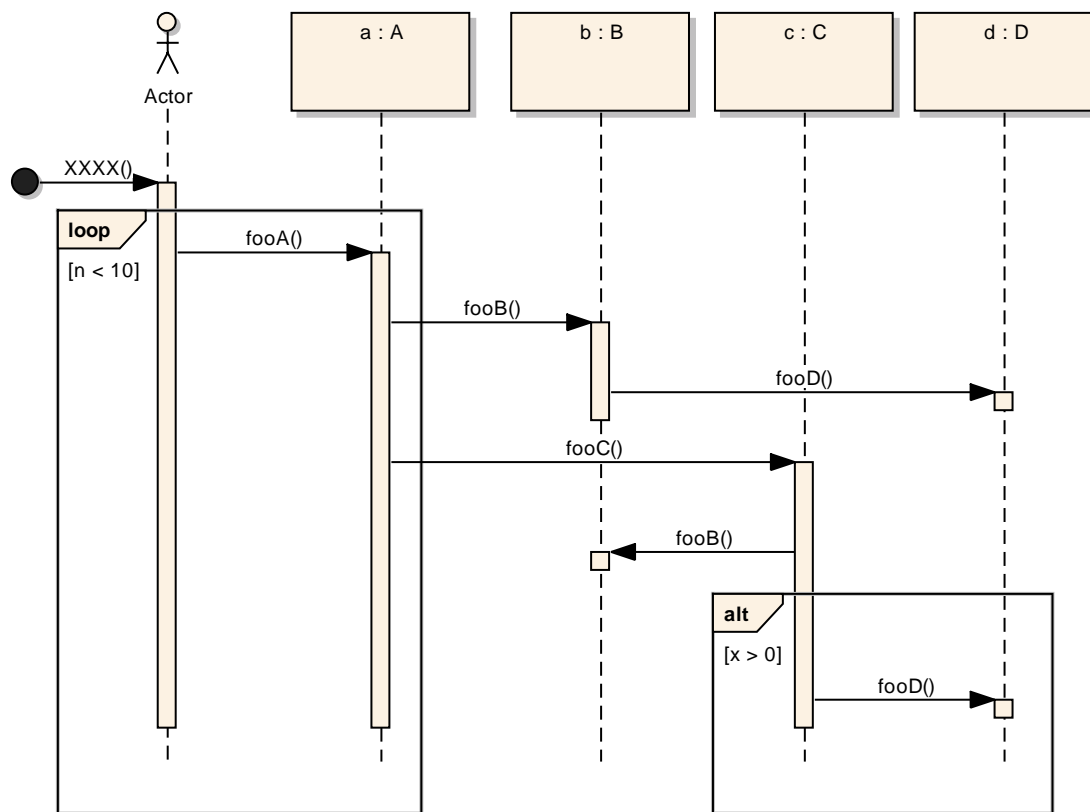 a : A
b : B
c : C
d : D
Actor
XXXX()
loop
fooA()
[n < 10]
fooB()
fooD()
fooC()
fooB()
alt
[x > 0]
fooD()